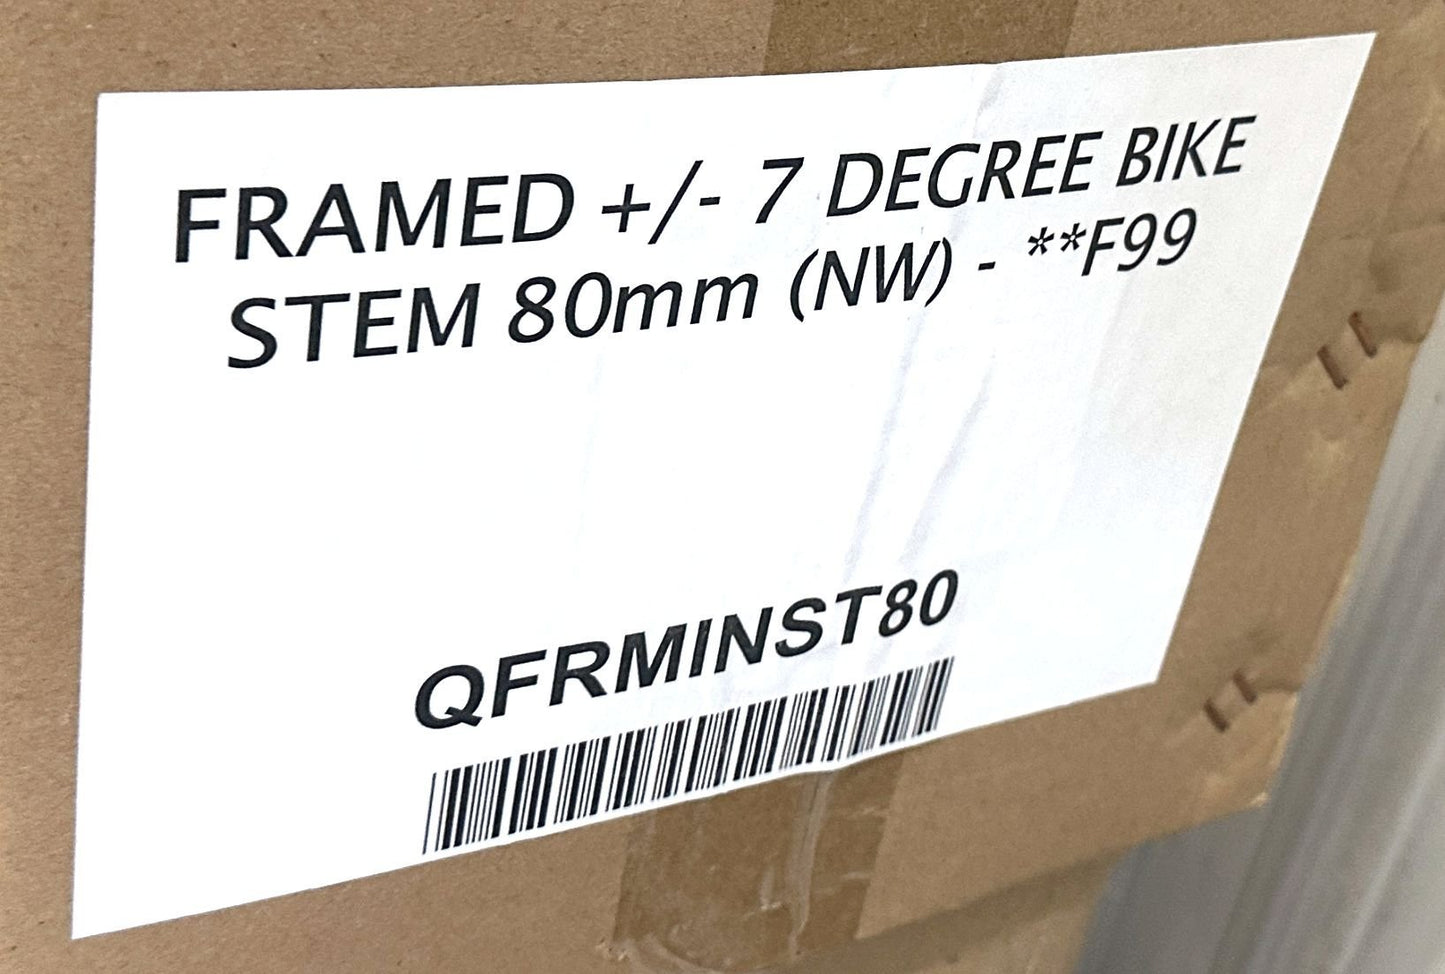 FRAMED +/- 7 DEGREE BIKE
STEM 80mm (NW) - **F99
QFRMINST80